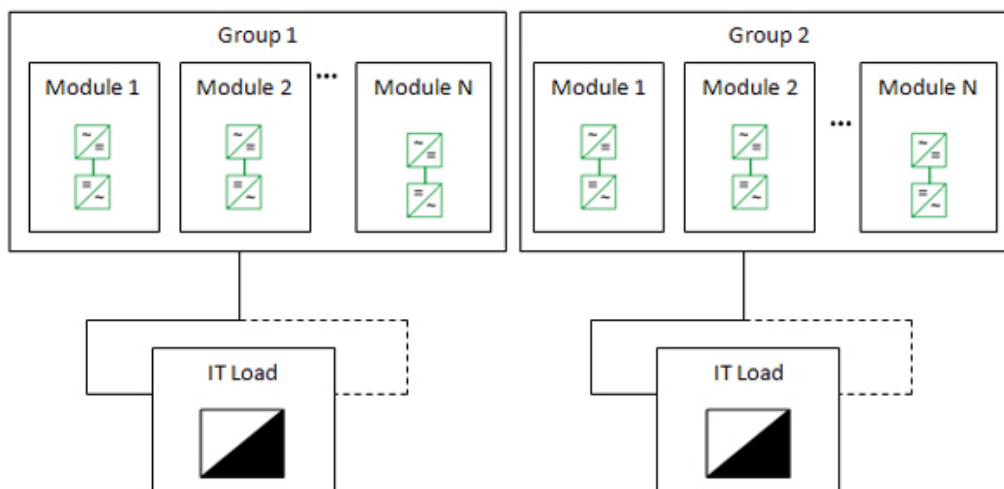 Group 1
Module 1
Module 2
...
Module N
~
=
=
~
~
=
=
~
~
=
=
~
IT Load
Group 2
Module 1
Module 2
...
Module N
~
=
=
~
~
=
=
~
~
=
=
~
IT Load